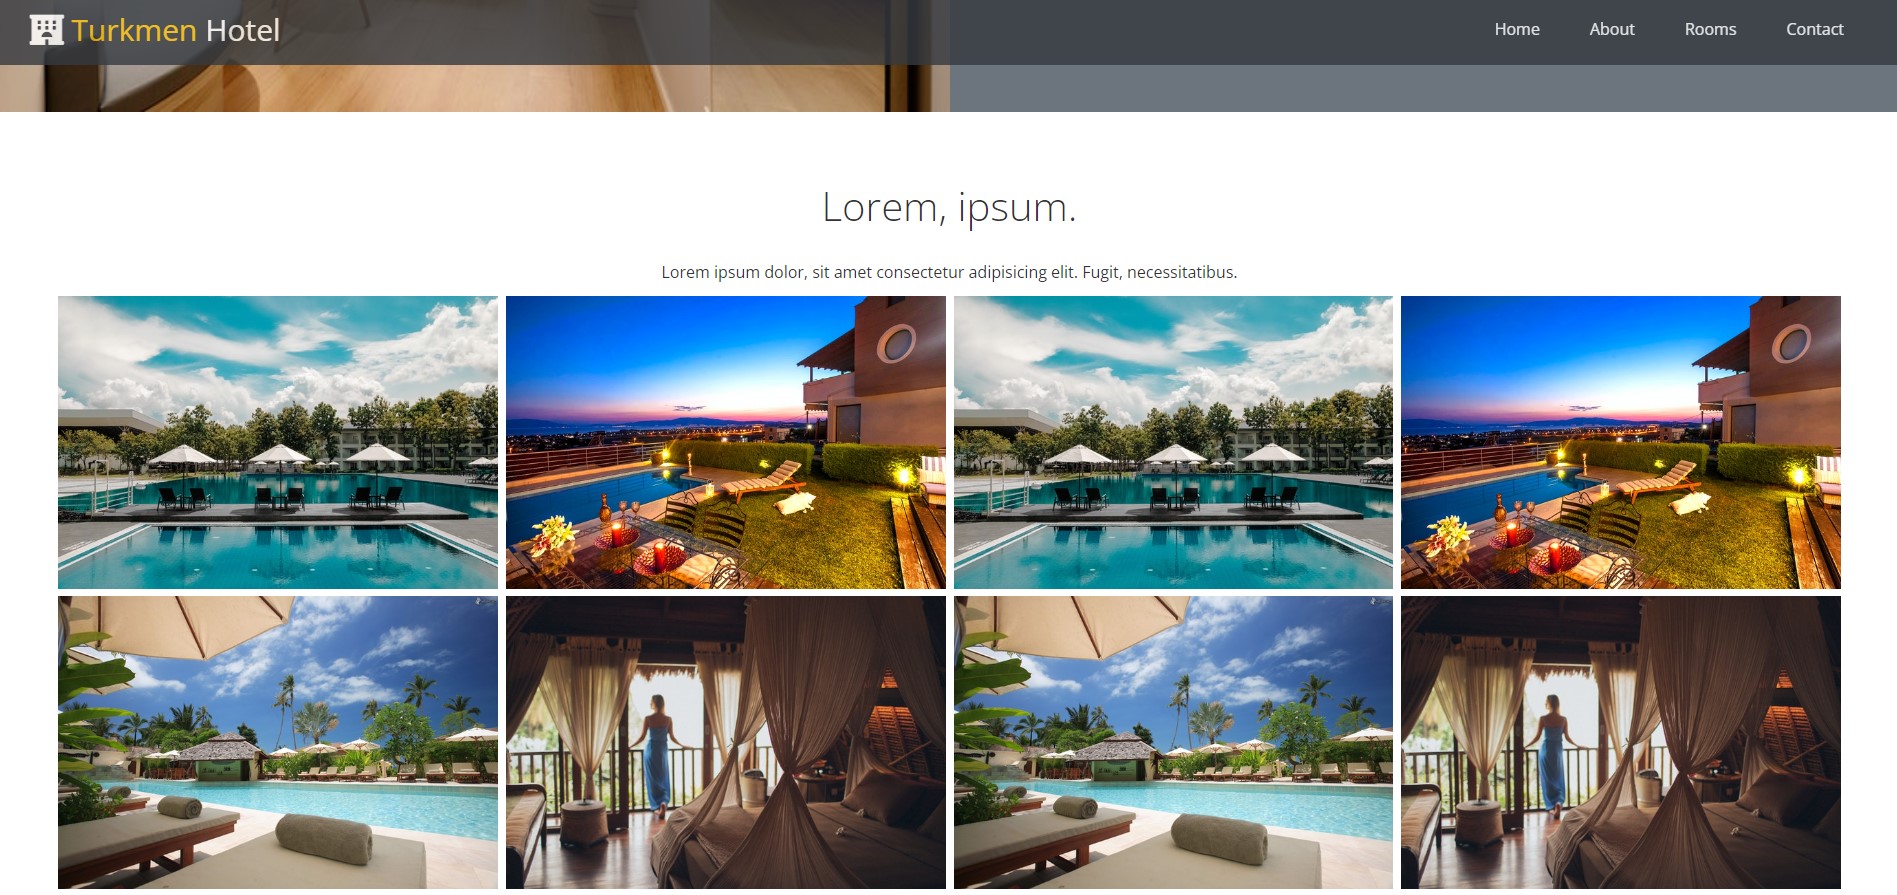 Turkmen Hotel
Home
About
Rooms
Contact
Lorem, ipsum.
Lorem ipsum dolor, sit amet consectetur adipisicing elit. Fugit, necessitatibus.